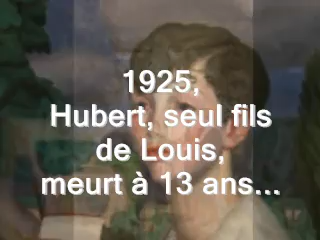 1925,
Hubert, seul fils
de Louis,
meurt à 13 ans...